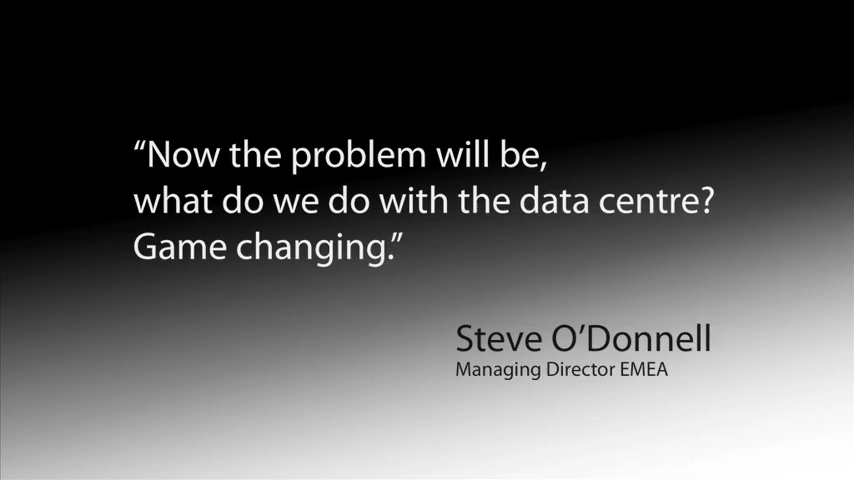 “Now the problem will be,
what do we do with the data centre?
Game changing.”
Steve O’Donnell
Managing Director EMEA